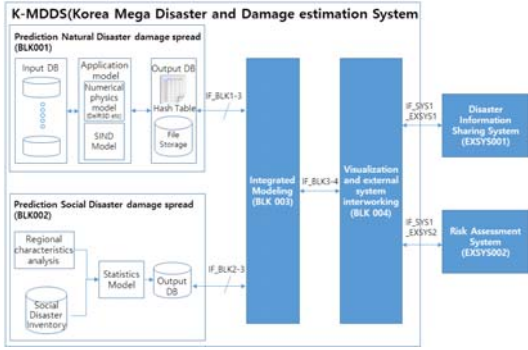 K-MDDS(Korea Mega Disaster and Damage estimation System
Prediction Natural Disaster damage spread
(BLK001)
Input DB
Application
model
Numerical
physics
model
(Delft3D etc)
SIND
Model
Output DB
Hash Table
File
Storage
IF_BLK1-3
Prediction Social Disaster damage spread
(BLK002)
Regional
characteristics
analysis
Social
Disaster
Inventory
Statistics
Model
Output
DB
IF_BLK2-3
Integrated
Modeling
(BLK 003)
IF_BLK3-4
Visualization
and external
system
interworking
(BLK 004)
IF_SYS1
_EXSYS1
Disaster
Information
Sharing System
(EXSYS001)
IF_SYS1
_EXSYS2
Risk Assessment
System
(EXSYS002)